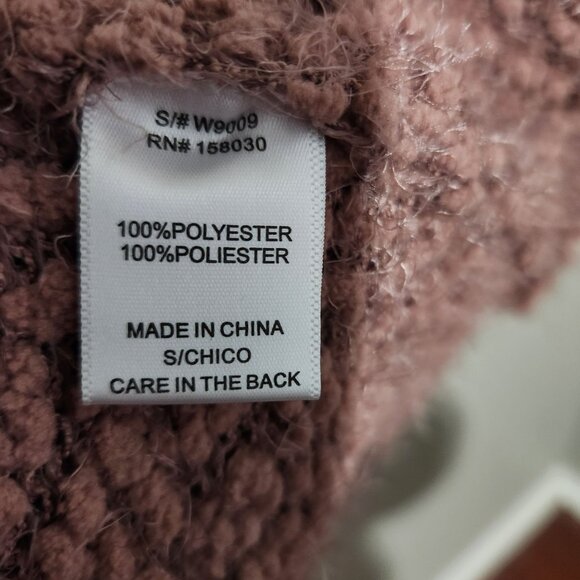 S/# W9009
RN# 158030
100%POLYESTER
100%POLIESTER
MADE IN CHINA
S/CHICO
CARE IN THE BACK